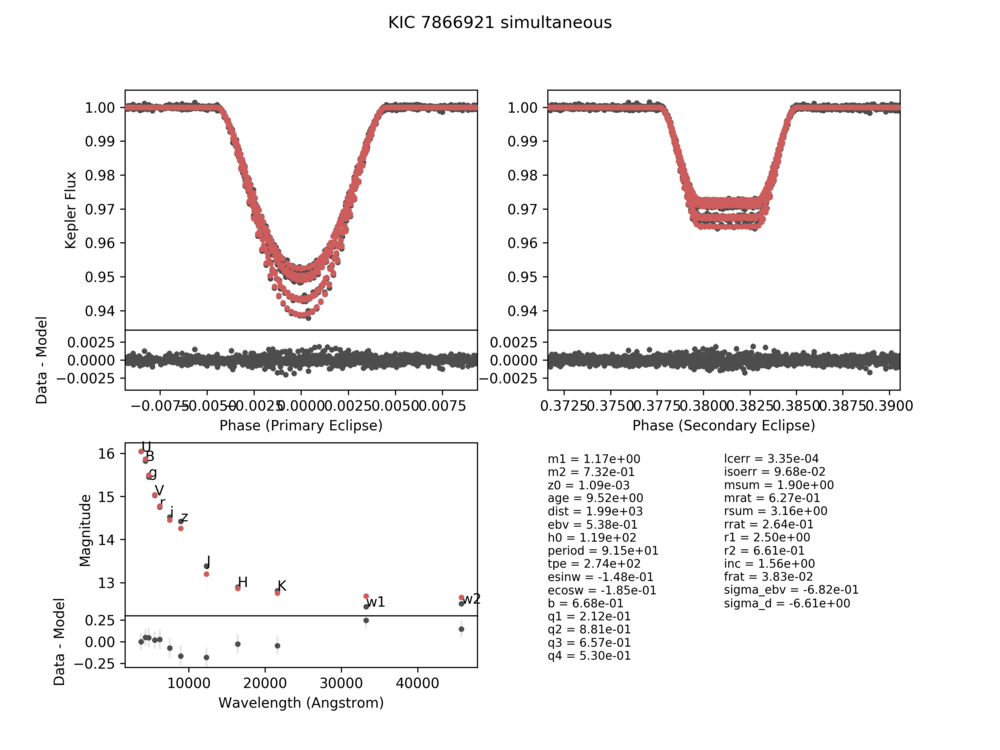 KIC 7866921 simultaneous
Kepler Flux
1.00
0.99
0.98
0.97
0.96
0.95
0.94
1.00
0.99
0.98
0.97
0.96
0.95
0.94
Data - Model
0.0025
0.0000
−0.0025
0.0025
0.0000
−0.0025
−0.0075 −0.0050 −0.0025 0.0000 0.0025 0.0050 0.0075
0.3725 0.3750 0.3775 0.3800 0.3825 0.3850 0.3875 0.3900
Phase (Primary Eclipse)
Phase (Secondary Eclipse)
Magnitude
16
15
14
13
U
B
g
V
r
i
z
J
H
K
w1
w2
Data - Model
0.25
0.00
−0.25
10000 20000 30000 40000
Wavelength (Angstrom)
m1 = 1.17e+00
m2 = 7.32e-01
z0 = 1.09e-03
age = 9.52e+00
dist = 1.99e+03
ebv = 5.38e-01
h0 = 1.19e+02
period = 9.15e+01
tpe = 2.74e+02
esinw = -1.48e-01
ecosw = -1.85e-01
b = 6.68e-01
q1 = 2.12e-01
q2 = 8.81e-01
q3 = 6.57e-01
q4 = 5.30e-01
lcerr = 3.35e-04
isoerr = 9.68e-02
msum = 1.90e+00
mrat = 6.27e-01
rsum = 3.16e+00
rrat = 2.64e-01
r1 = 2.50e+00
r2 = 6.61e-01
inc = 1.56e+00
frat = 3.83e-02
sigma_ebv = -6.82e-01
sigma_d = -6.61e+00